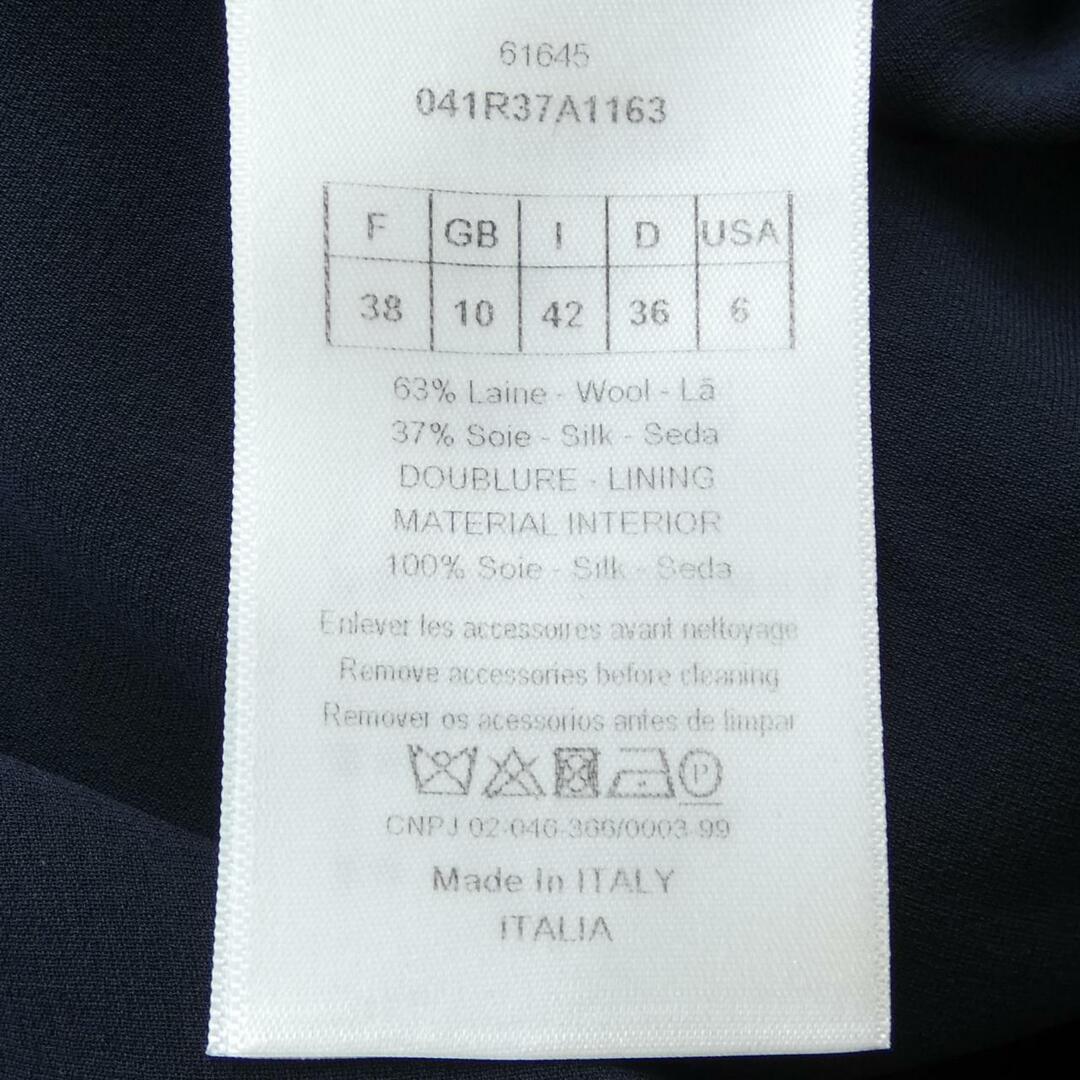 61645
041R37A1163
F GB I D USA
38 10 42 36 6
63% Laine - Wool - Lã
37% Soie - Silk - Seda
DOUBLURE - LINING
MATERIAL INTERIOR
100% Soie - Silk - Seda
Enlever les accessoires avant nettoyage
Remove accessories before cleaning
Remover os acessorios antes de limpar
P
CNPJ 02-046-366/0003-99
Made In ITALY
ITALIA